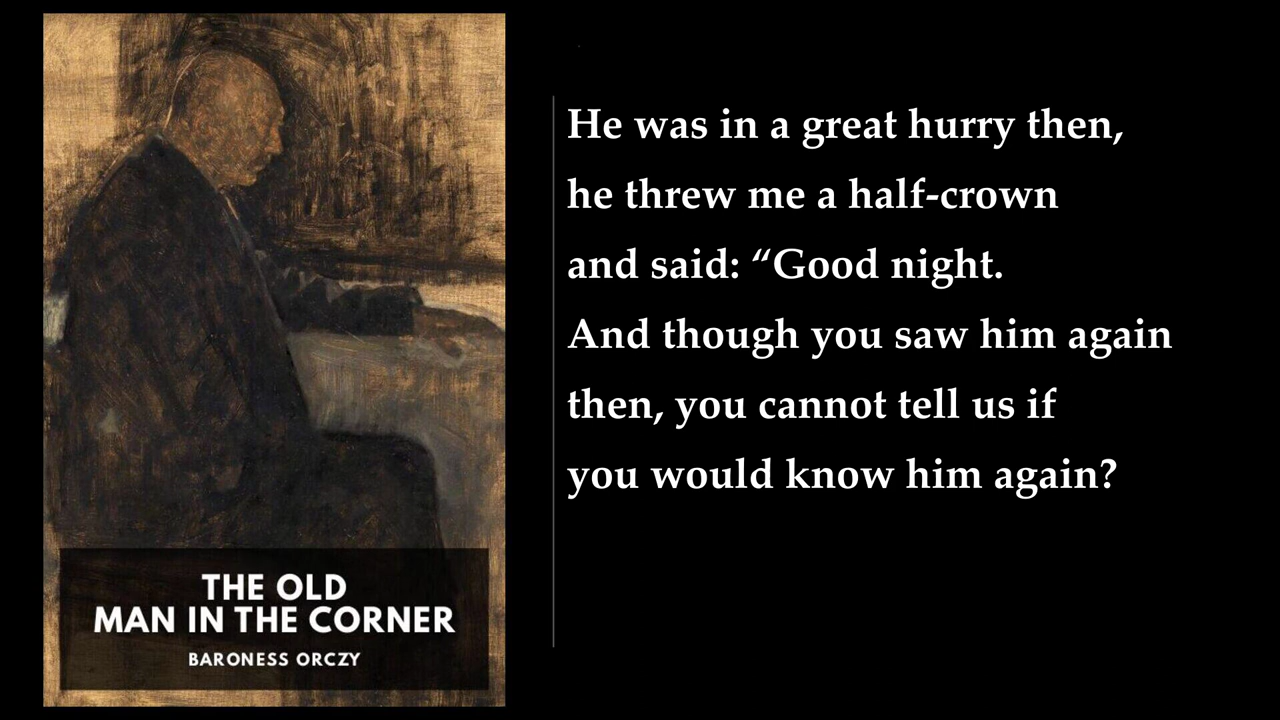 He was in a great hurry then,
he threw me a half-crown
and said: “Good night.
And though you saw him again
then, you cannot tell us if
you would know him again?
THE OLD
MAN IN THE CORNER
BARONESS ORCZY